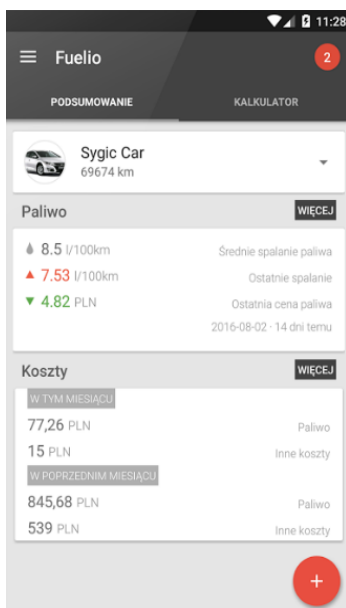 11:28
Fuelio
2
PODSUMOWANIE KALKULATOR
Sygic Car
69674 km
Paliwo WIĘCEJ
8.5 l/100km Średnie spalanie paliwa
7.53 l/100km Ostatnie spalanie
4.82 PLN Ostatnia cena paliwa
2016-08-02 · 14 dni temu
Koszty WIĘCEJ
W TYM MIESIĄCU
77,26 PLN Paliwo
15 PLN Inne koszty
W POPRZEDNIM MIESIĄCU
845,68 PLN Paliwo
539 PLN Inne koszty
+